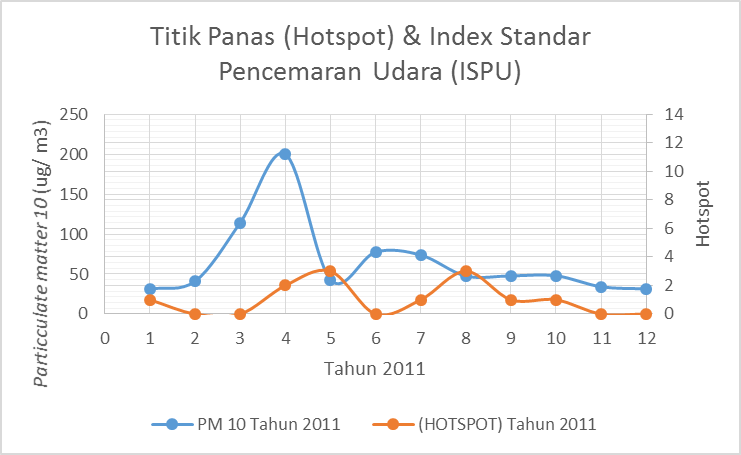 Titik Panas (Hotspot) & Index Standar
Pencemaran Udara (ISPU)
Particculate matter 10 (ug/ m3)
250
200
150
100
50
0
14
12
10
8
6
4
2
0
Hotspot
0 1 2 3 4 5 6 7 8 9 10 11 12
Tahun 2011
PM 10 Tahun 2011 (HOTSPOT) Tahun 2011